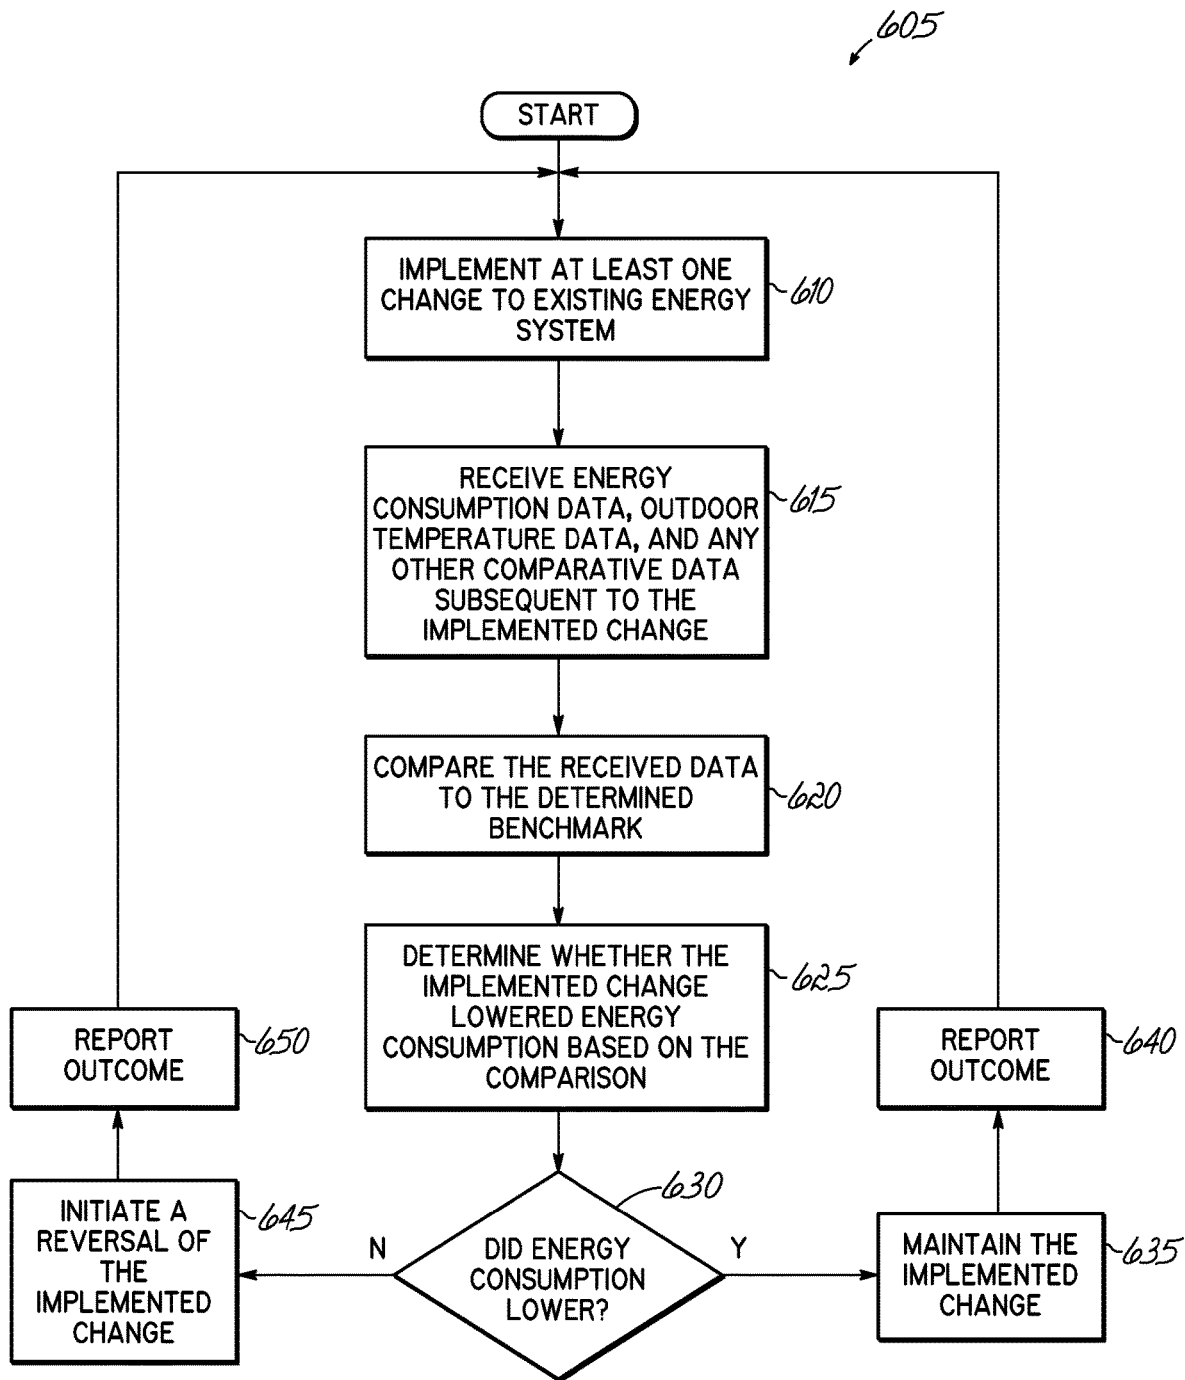 605
START
IMPLEMENT AT LEAST ONE
CHANGE TO EXISTING ENERGY
SYSTEM
610
RECEIVE ENERGY
CONSUMPTION DATA, OUTDOOR
TEMPERATURE DATA, AND ANY
OTHER COMPARATIVE DATA
SUBSEQUENT TO THE
IMPLEMENTED CHANGE
615
COMPARE THE RECEIVED DATA
TO THE DETERMINED
BENCHMARK
620
DETERMINE WHETHER THE
IMPLEMENTED CHANGE
LOWERED ENERGY
CONSUMPTION BASED ON THE
COMPARISON
625
DID ENERGY
CONSUMPTION
LOWER?
630
N
Y
INITIATE A
REVERSAL OF
THE
IMPLEMENTED
CHANGE
645
REPORT
OUTCOME
650
MAINTAIN THE
IMPLEMENTED
CHANGE
635
REPORT
OUTCOME
640